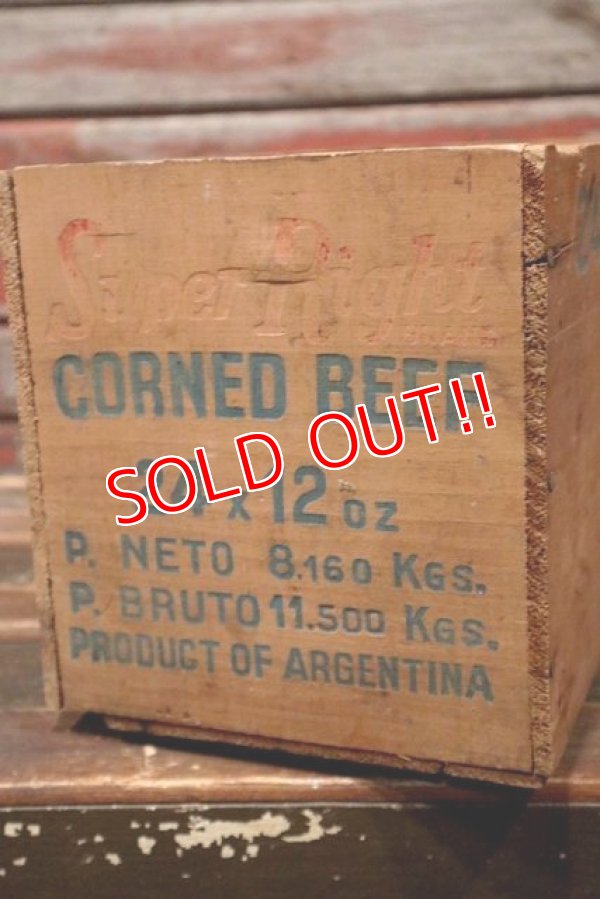 Super Right
CORNED BEEF
SOLD OUT!!
24 x 12 oz
P. NETO 8.160 KGS.
P. BRUTO 11.500 KGS.
PRODUCT OF ARGENTINA